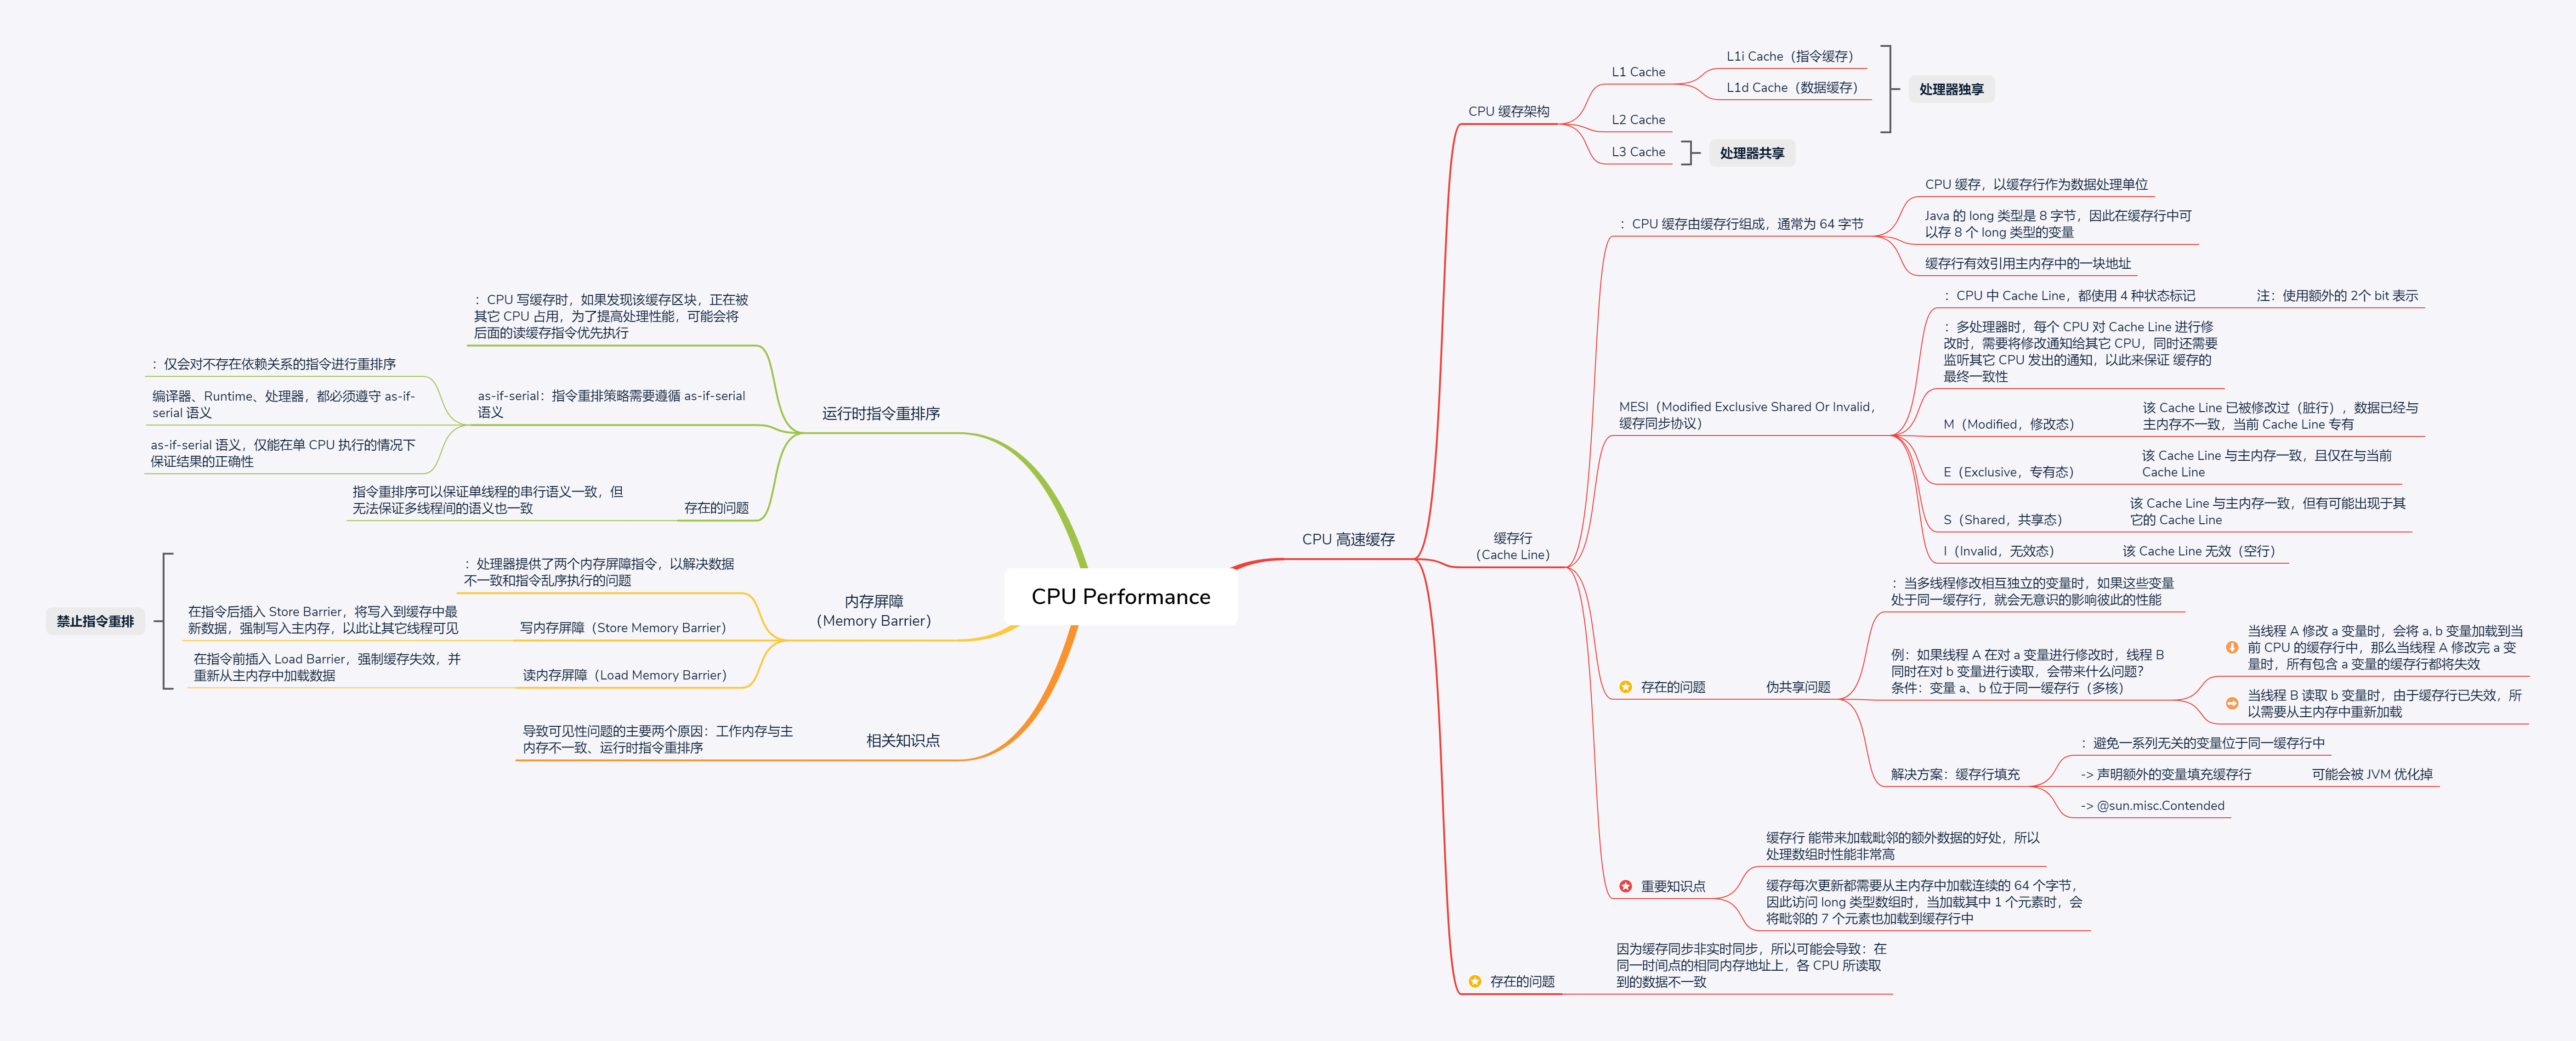 CPU Performance
CPU 高速缓存
CPU 缓存架构
L1 Cache
L1i Cache（指令缓存）
L1d Cache（数据缓存）
L2 Cache
处理器独享
L3 Cache
处理器共享
缓存行
（Cache Line）
：CPU 缓存由缓存行组成，通常为 64 字节
CPU 缓存，以缓存行作为数据处理单位
Java 的 long 类型是 8 字节，因此在缓存行中可
以存 8 个 long 类型的变量
缓存行有效引用主内存中的一块地址
MESI（Modified Exclusive Shared Or Invalid，
缓存同步协议）
：CPU 中 Cache Line，都使用 4 种状态标记
注：使用额外的 2个 bit 表示
：多处理器时，每个 CPU 对 Cache Line 进行修
改时，需要将修改通知给其它 CPU，同时还需要
监听其它 CPU 发出的通知，以此来保证 缓存的
最终一致性
M（Modified，修改态）
该 Cache Line 已被修改过（脏行），数据已经与
主内存不一致，当前 Cache Line 专有
E（Exclusive，专有态）
该 Cache Line 与主内存一致，且仅在与当前
Cache Line
S（Shared，共享态）
该 Cache Line 与主内存一致，但有可能出现于其
它的 Cache Line
I（Invalid，无效态）
该 Cache Line 无效（空行）
存在的问题
伪共享问题
：当多线程修改相互独立的变量时，如果这些变量
处于同一缓存行，就会无意识的影响彼此的性能
例：如果线程 A 在对 a 变量进行修改时，线程 B
同时在对 b 变量进行读取，会带来什么问题？
条件：变量 a、b 位于同一缓存行（多核）
当线程 A 修改 a 变量时，会将 a, b 变量加载到当
前 CPU 的缓存行中，那么当线程 A 修改完 a 变
量时，所有包含 a 变量的缓存行都将失效
当线程 B 读取 b 变量时，由于缓存行已失效，所
以需要从主内存中重新加载
解决方案：缓存行填充
：避免一系列无关的变量位于同一缓存行中
-> 声明额外的变量填充缓存行
可能会被 JVM 优化掉
-> @sun.misc.Contended
重要知识点
缓存行 能带来加载毗邻的额外数据的好处，所以
处理数组时性能非常高
缓存每次更新都需要从主内存中加载连续的 64 个字节，
因此访问 long 类型数组时，当加载其中 1 个元素时，会
将毗邻的 7 个元素也加载到缓存行中
存在的问题
因为缓存同步非实时同步，所以可能会导致：在
同一时间点的相同内存地址上，各 CPU 所读取
到的数据不一致
运行时指令重排序
：CPU 写缓存时，如果发现该缓存区块，正在被
其它 CPU 占用，为了提高处理性能，可能会将
后面的读缓存指令优先执行
as-if-serial：指令重排策略需要遵循 as-if-serial
语义
：仅会对不存在依赖关系的指令进行重排序
编译器、Runtime、处理器，都必须遵守 as-if-
serial 语义
as-if-serial 语义，仅能在单 CPU 执行的情况下
保证结果的正确性
存在的问题
指令重排序可以保证单线程的串行语义一致，但
无法保证多线程间的语义也一致
内存屏障
（Memory Barrier）
：处理器提供了两个内存屏障指令，以解决数据
不一致和指令乱序执行的问题
写内存屏障（Store Memory Barrier）
在指令后插入 Store Barrier，将写入到缓存中最
新数据，强制写入主内存，以此让其它线程可见
读内存屏障（Load Memory Barrier）
在指令前插入 Load Barrier，强制缓存失效，并
重新从主内存中加载数据
禁止指令重排
相关知识点
导致可见性问题的主要两个原因：工作内存与主
内存不一致、运行时指令重排序